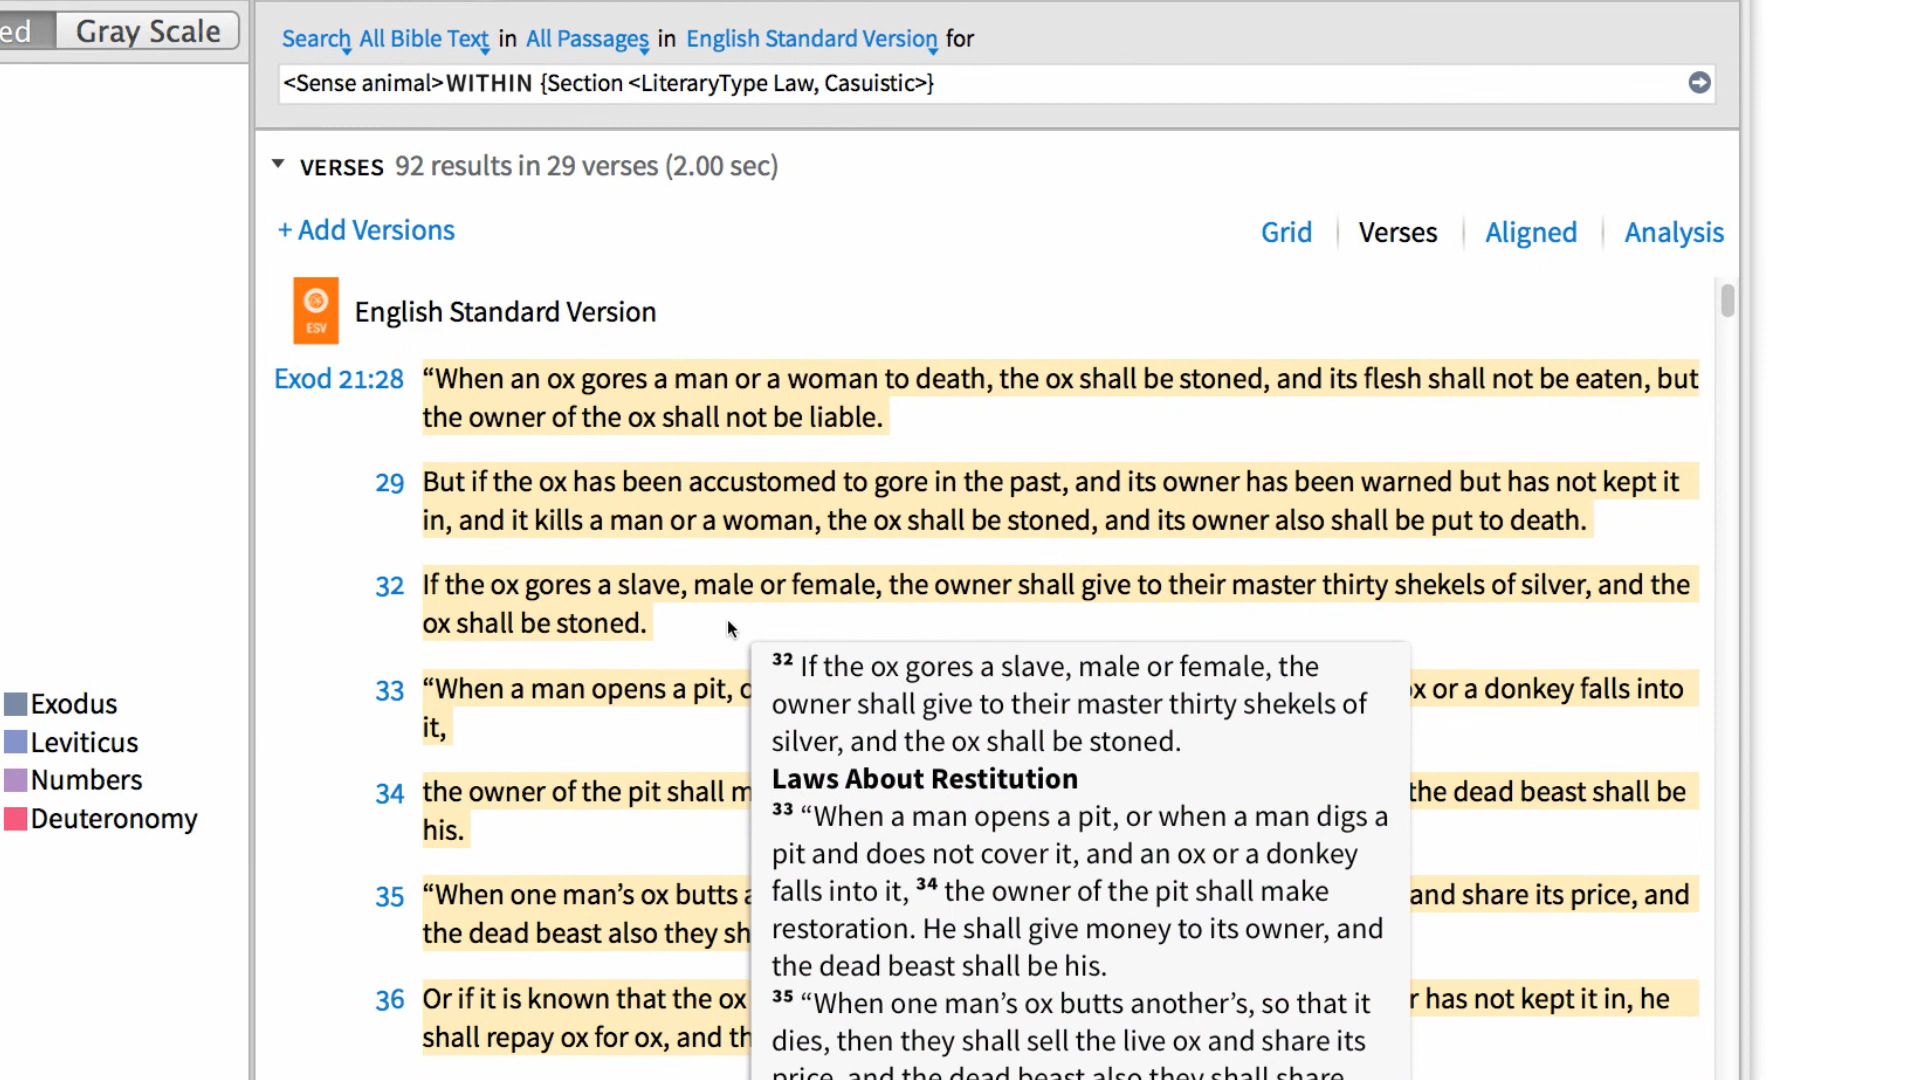 ed Gray Scale
Search All Bible Text in All Passages in English Standard Version for
<Sense animal> WITHIN {Section <LiteraryType Law, Casuistic>}
VERSES 92 results in 29 verses (2.00 sec)
+ Add Versions
Grid Verses Aligned Analysis
ESV
English Standard Version
Exod 21:28 “When an ox gores a man or a woman to death, the ox shall be stoned, and its flesh shall not be eaten, but
the owner of the ox shall not be liable.
29 But if the ox has been accustomed to gore in the past, and its owner has been warned but has not kept it
in, and it kills a man or a woman, the ox shall be stoned, and its owner also shall be put to death.
32 If the ox gores a slave, male or female, the owner shall give to their master thirty shekels of silver, and the
ox shall be stoned.
33 “When a man opens a pit, ox or a donkey falls into
it,
34 the owner of the pit shall the dead beast shall be
his.
35 “When one man’s ox butts and share its price, and
the dead beast also they sh
36 Or if it is known that the ox has not kept it in, he
shall repay ox for ox, and th
32 If the ox gores a slave, male or female, the
owner shall give to their master thirty shekels of
silver, and the ox shall be stoned.
Laws About Restitution
33 “When a man opens a pit, or when a man digs a
pit and does not cover it, and an ox or a donkey
falls into it, 34 the owner of the pit shall make
restoration. He shall give money to its owner, and
the dead beast shall be his.
35 “When one man’s ox butts another’s, so that it
dies, then they shall sell the live ox and share its
price, and the dead beast also they shall share.
Exodus
Leviticus
Numbers
Deuteronomy